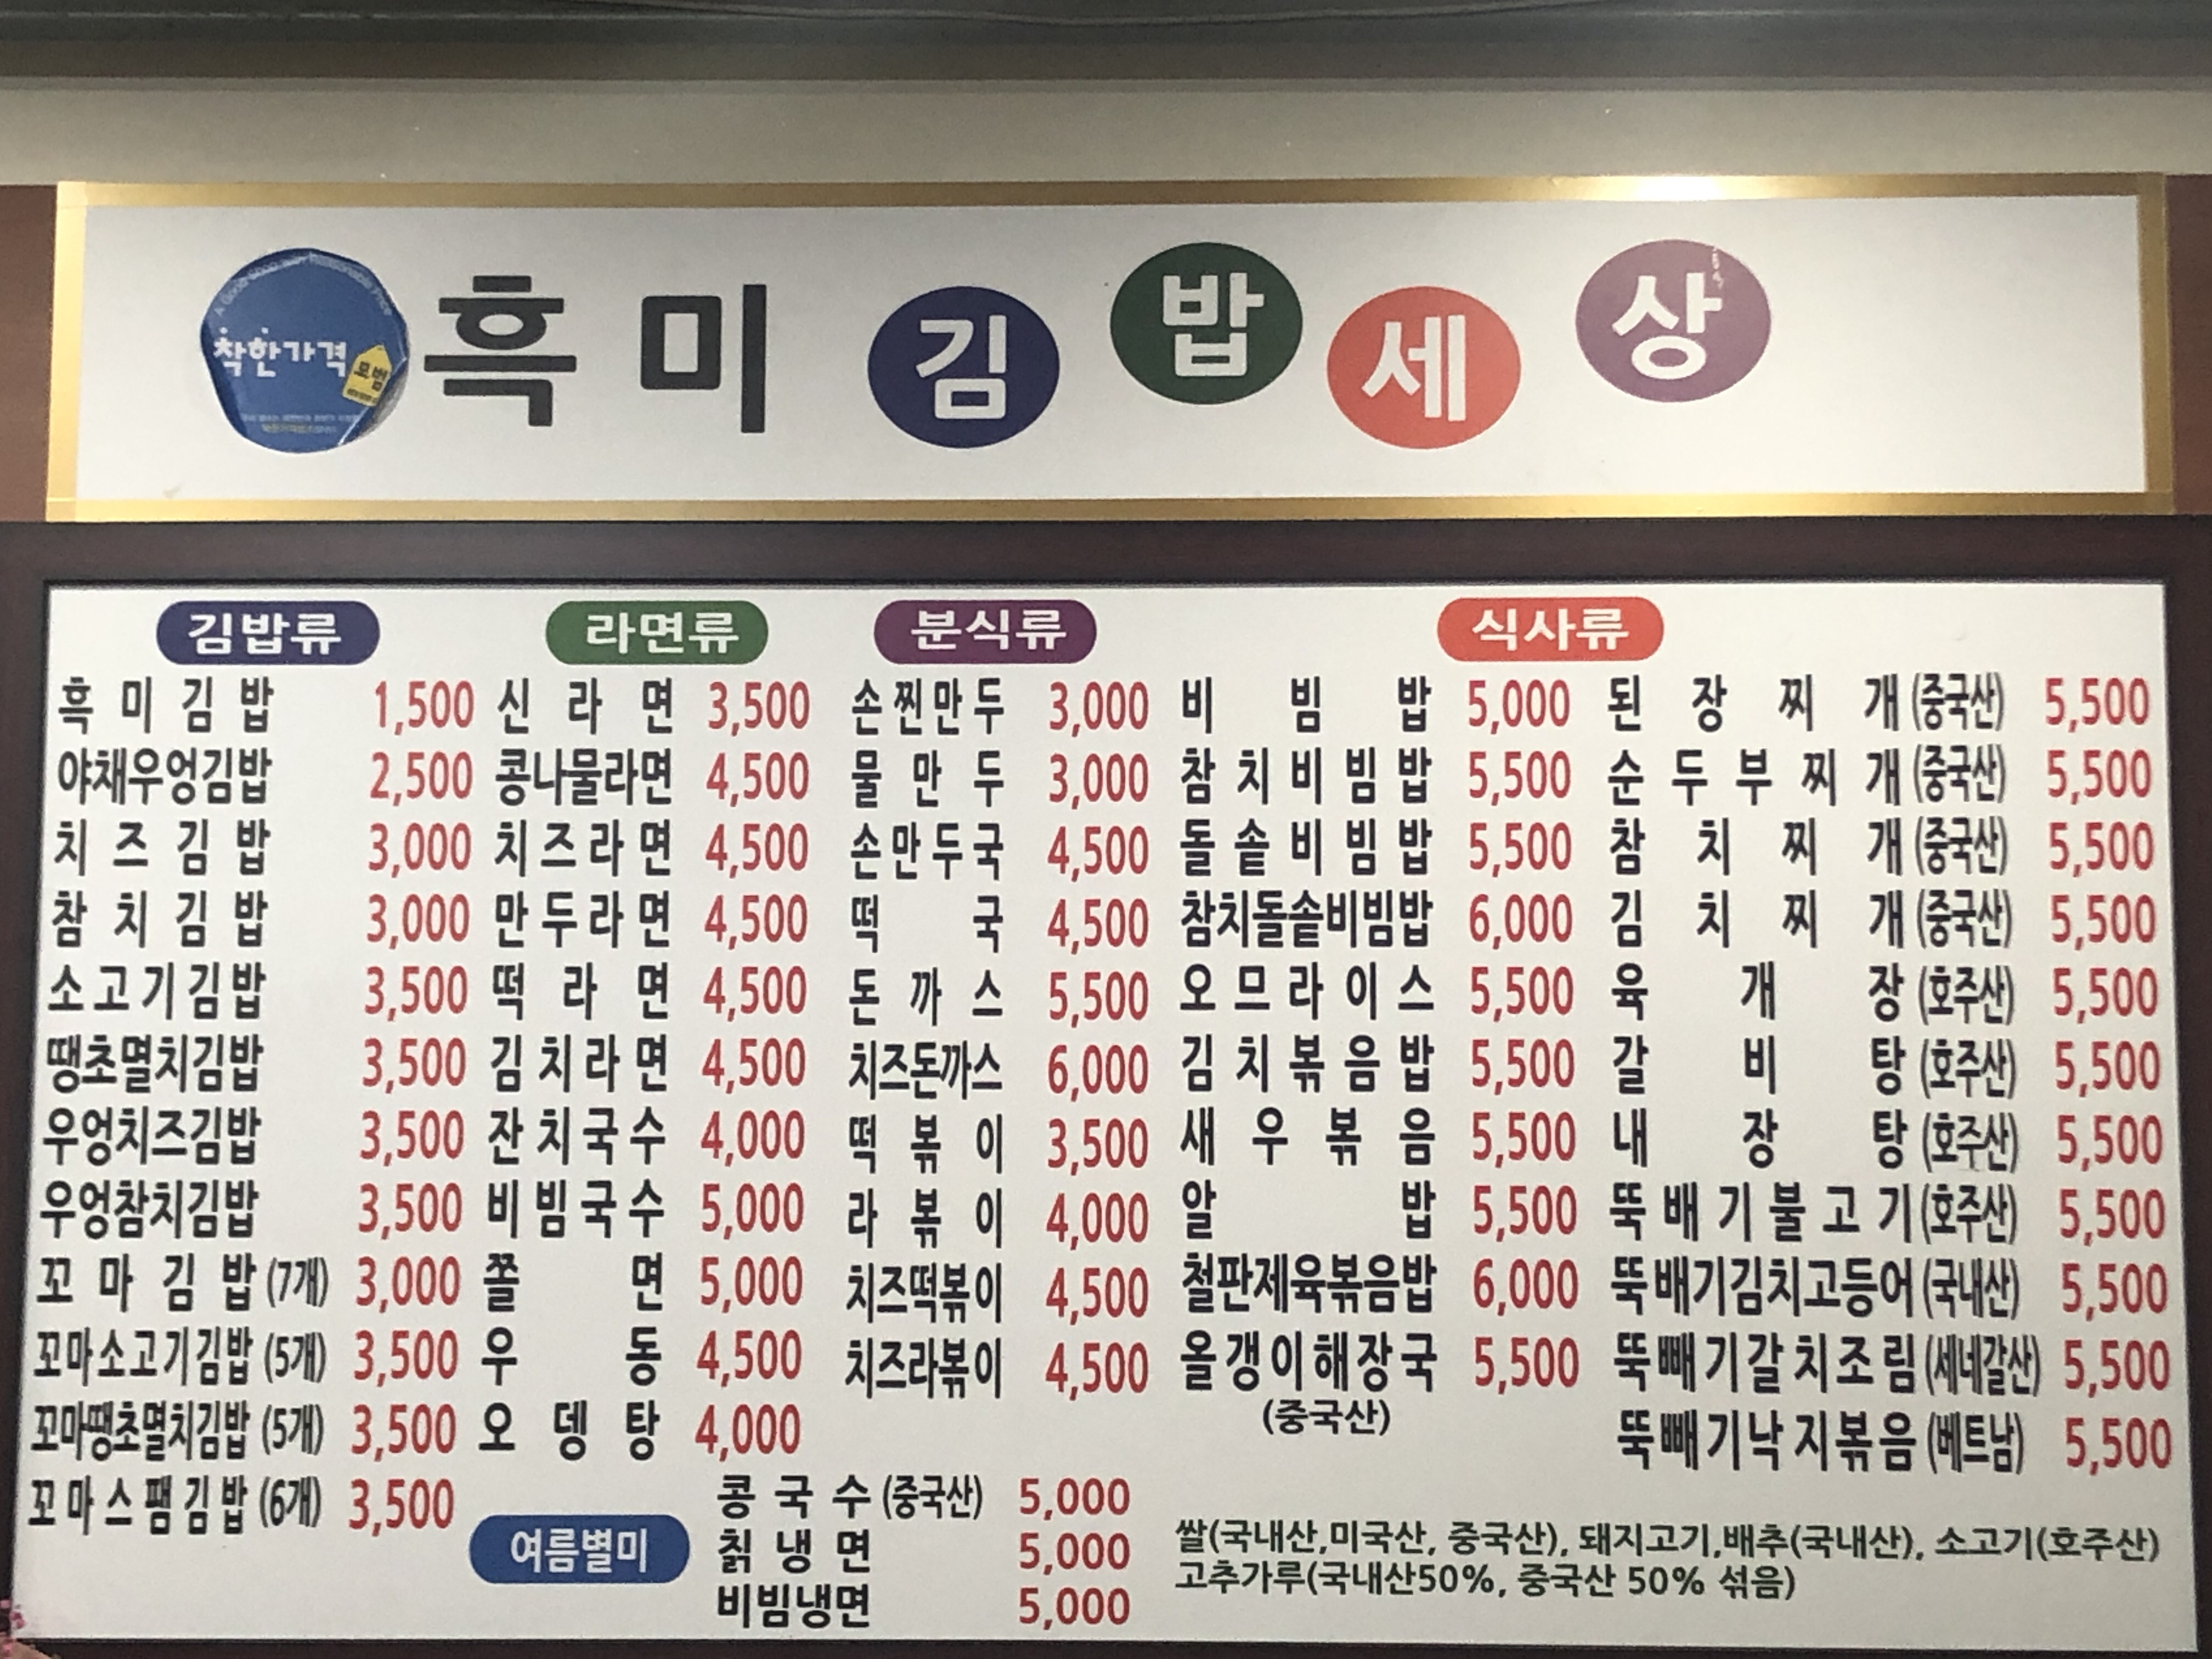 A Good Shop with Reasonable Price
착한가격
모범
흑미 김밥세상
김밥류
흑미김밥 1,500
야채우엉김밥 2,500
치즈김밥 3,000
참치김밥 3,000
소고기김밥 3,500
땡초멸치김밥 3,500
우엉치즈김밥 3,500
우엉참치김밥 3,500
꼬마김밥 (7개) 3,000
꼬마소고기김밥 (5개) 3,500
꼬마땡초멸치김밥 (5개) 3,500
꼬마스팸김밥 (6개) 3,500
라면류
신라면 3,500
콩나물라면 4,500
치즈라면 4,500
만두라면 4,500
떡라면 4,500
김치라면 4,500
잔치국수 4,000
비빔국수 5,000
쫄면 5,000
우동 4,500
오뎅탕 4,000
분식류
손찐만두 3,000
물만두 3,000
손만두국 4,500
떡국 4,500
돈까스 5,500
치즈돈까스 6,000
떡볶이 3,500
라볶이 4,000
치즈떡볶이 4,500
치즈라볶이 4,500
여름별미
콩국수 (중국산) 5,000
칡냉면 5,000
비빔냉면 5,000
식사류
비빔밥 5,000
참치비빔밥 5,500
돌솥비빔밥 5,500
참치돌솥비빔밥 6,000
오므라이스 5,500
김치볶음밥 5,500
새우볶음 5,500
알밥 5,500
철판제육볶음밥 6,000
올갱이해장국 5,500
(중국산)
된장찌개 (중국산) 5,500
순두부찌개 (중국산) 5,500
참치찌개 (중국산) 5,500
김치찌개 (중국산) 5,500
육개장 (호주산) 5,500
갈비탕 (호주산) 5,500
내장탕 (호주산) 5,500
뚝배기불고기 (호주산) 5,500
뚝배기김치고등어 (국내산) 5,500
뚝빼기갈치조림 (세네갈산) 5,500
뚝빼기낙지볶음 (베트남) 5,500
쌀(국내산,미국산, 중국산), 돼지고기,배추(국내산), 소고기(호주산)
고추가루(국내산50%, 중국산 50% 섞음)